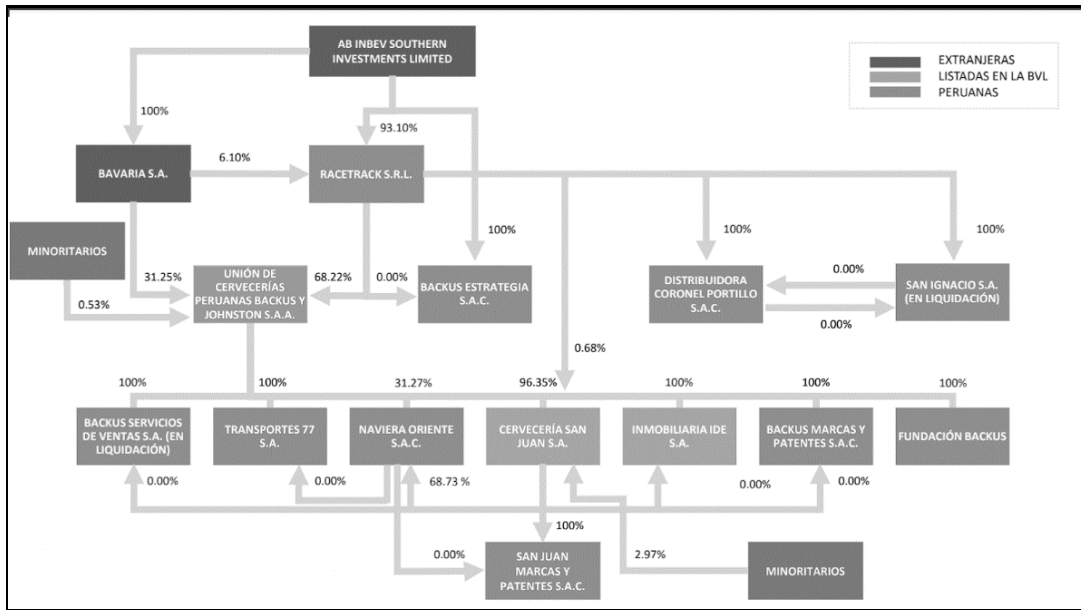 AB INBEV SOUTHERN
INVESTMENTS LIMITED
EXTRANJERAS
LISTADAS EN LA BVL
PERUANAS
100%
93.10%
BAVARIA S.A.
6.10%
RACETRACK S.R.L.
MINORITARIOS
31.25%
0.53%
UNIÓN DE
CERVECERÍAS
PERUANAS BACKUS Y
JOHNSTON S.A.A.
68.22%
0.00%
100%
BACKUS ESTRATEGIA
S.A.C.
100%
DISTRIBUIDORA
CORONEL PORTILLO
S.A.C.
0.00%
0.00%
100%
SAN IGNACIO S.A.
(EN LIQUIDACIÓN)
0.68%
100%
100%
31.27%
96.35%
100%
100%
100%
BACKUS SERVICIOS
DE VENTAS S.A. (EN
LIQUIDACIÓN)
TRANSPORTES 77
S.A.
NAVIERA ORIENTE
S.A.C.
CERVECERÍA SAN
JUAN S.A.
INMOBILIARIA IDE
S.A.
BACKUS MARCAS Y
PATENTES S.A.C.
FUNDACIÓN BACKUS
0.00%
0.00%
68.73 %
0.00%
0.00%
100%
0.00%
SAN JUAN
MARCAS Y
PATENTES S.A.C.
2.97%
MINORITARIOS